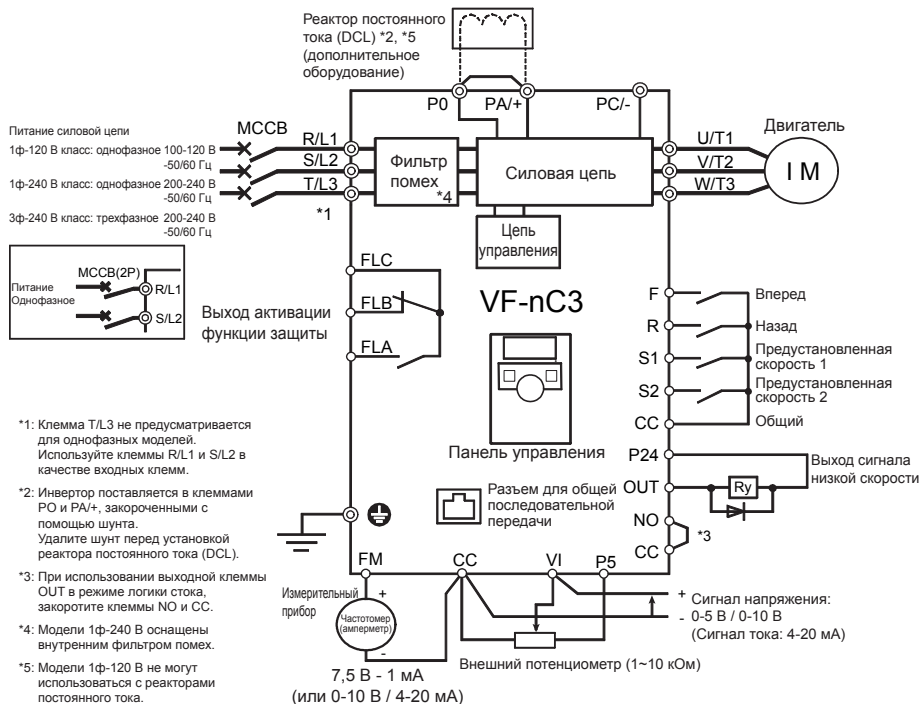 Реактор постоянного
тока (DCL) *2, *5
(дополнительное
оборудование)
P0
PA/+
PC/-
Питание силовой цепи
1ф-120 В класс: однофазное 100-120 В
-50/60 Гц
1ф-240 В класс: однофазное 200-240 В
-50/60 Гц
3ф-240 В класс: трехфазное 200-240 В
-50/60 Гц
MCCB
R/L1
S/L2
T/L3
*1
Фильтр
помех
*4
Силовая цепь
Цепь
управления
U/T1
V/T2
W/T3
Двигатель
I M
MCCB(2P)
Питание
Однофазное
R/L1
S/L2
Выход активации
функции защиты
FLC
FLB
FLA
VF-nC3
Панель управления
Разъем для общей
последовательной
передачи
F
Вперед
R
Назад
S1
Предустановленная
скорость 1
S2
Предустановленная
скорость 2
CC
Общий
P24
OUT
Ry
Выход сигнала
низкой скорости
NO
CC
*3
*1: Клемма T/L3 не предусматривается
для однофазных моделей.
Используйте клеммы R/L1 и S/L2 в
качестве входных клемм.
*2: Инвертор поставляется в клеммами
PO и PA/+, закороченными с
помощью шунта.
Удалите шунт перед установкой
реактора постоянного тока (DCL).
*3: При использовании выходной клеммы
OUT в режиме логики стока,
закоротите клеммы NO и CC.
*4: Модели 1ф-240 В оснащены
внутренним фильтром помех.
*5: Модели 1ф-120 В не могут
использоваться с реакторами
постоянного тока.
FM
CC
VI
P5
Измерительный
прибор
+
Частотомер
(амперметр)
-
7,5 В - 1 мА
(или 0-10 В / 4-20 мА)
Внешний потенциометр (1~10 кОм)
+
-
Сигнал напряжения:
0-5 В / 0-10 В
(Сигнал тока: 4-20 мА)